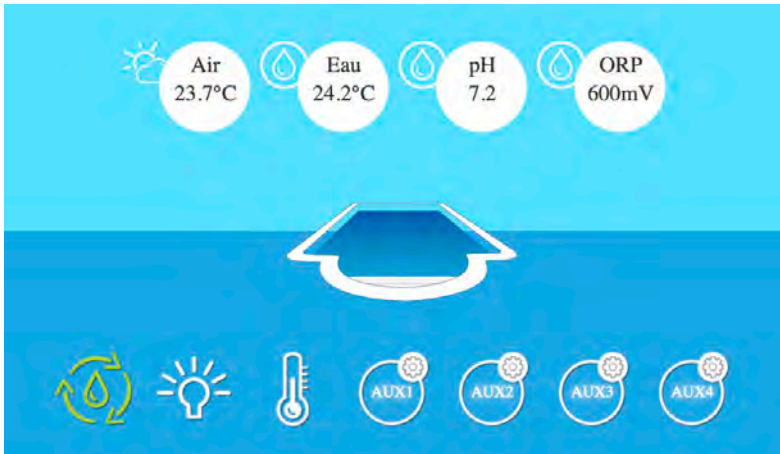 Air
23.7°C
Eau
24.2°C
pH
7.2
ORP
600mV
AUX1
AUX2
AUX3
AUX4